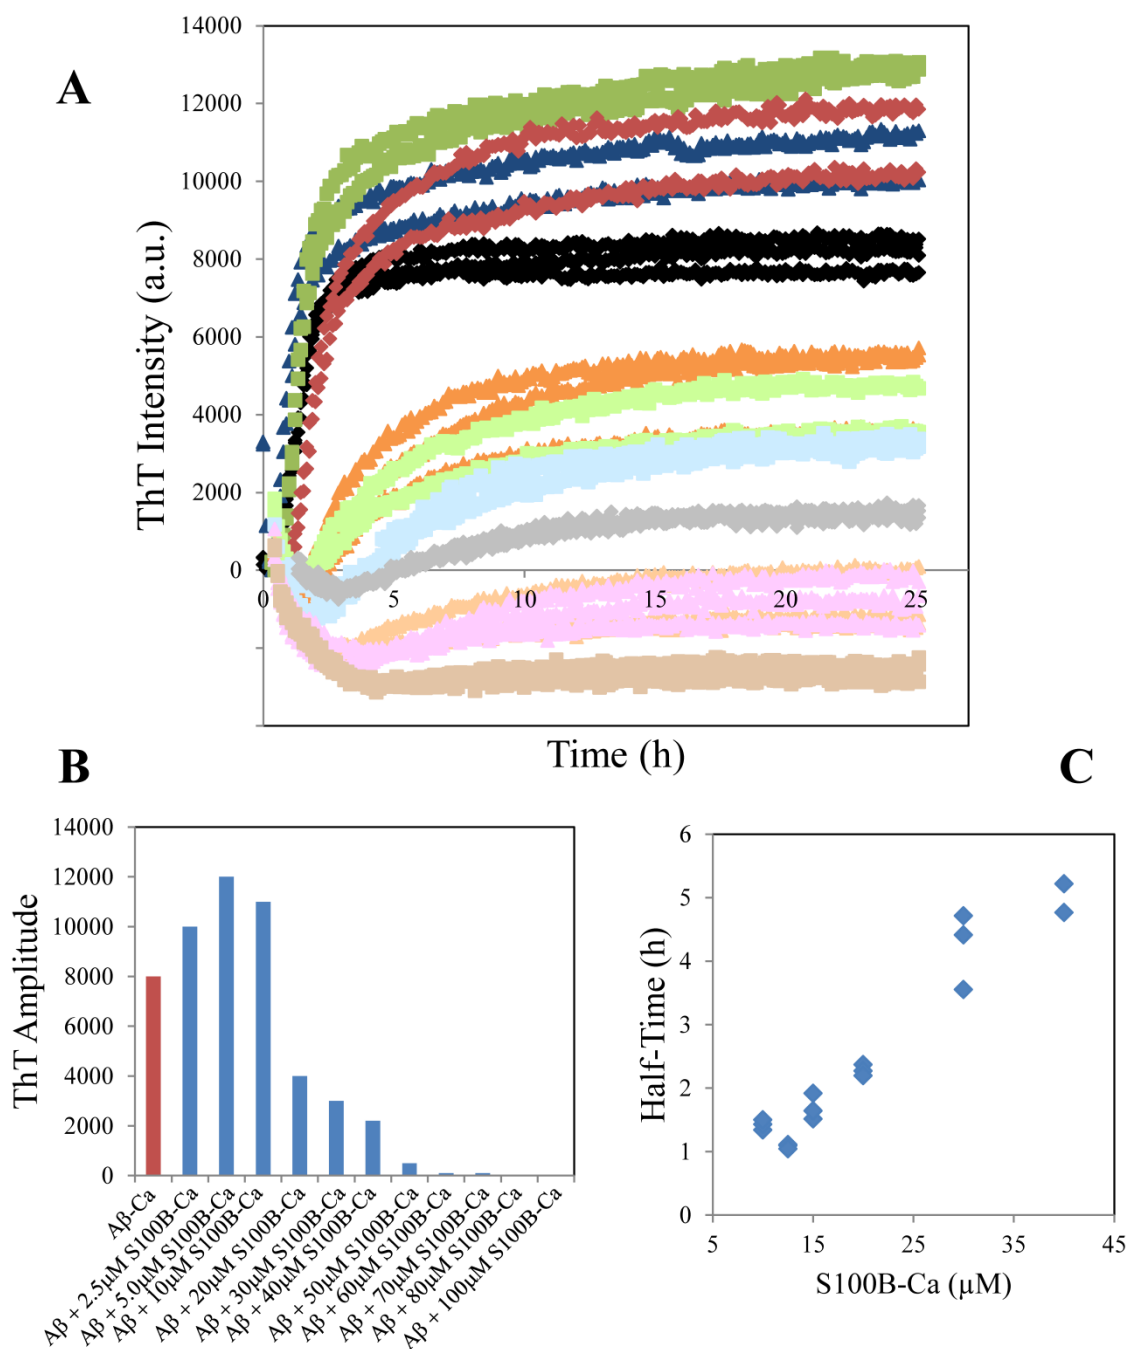 A
14000
12000
10000
8000
6000
4000
2000
0
ThT Intensity (a.u.)
0 5 10 15 20 25
Time (h)
B
14000
12000
10000
8000
6000
4000
2000
0
ThT Amplitude
Aβ-Ca
Aβ + 2.5μM S100B-Ca
Aβ + 5.0μM S100B-Ca
Aβ + 10μM S100B-Ca
Aβ + 20μM S100B-Ca
Aβ + 30μM S100B-Ca
Aβ + 40μM S100B-Ca
Aβ + 50μM S100B-Ca
Aβ + 60μM S100B-Ca
Aβ + 70μM S100B-Ca
Aβ + 80μM S100B-Ca
Aβ + 100μM S100B-Ca
C
6
5
4
3
2
1
0
Half-Time (h)
5 15 25 35 45
S100B-Ca (μM)